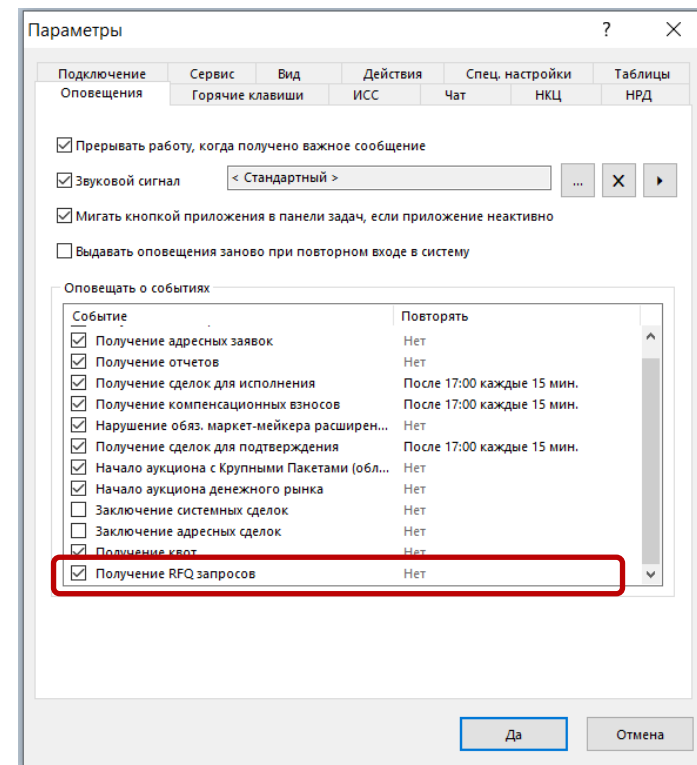 Параметры ?
Подключение Сервис Вид Действия Спец. настройки Таблицы
Оповещения Горячие клавиши ИСС Чат НКЦ НРД
Прерывать работу, когда получено важное сообщение
Звуковой сигнал < Стандартный > ... X
Мигать кнопкой приложения в панели задач, если приложение неактивно
Выдавать оповещения заново при повторном входе в систему
Оповещать о событиях
Событие Повторять
Получение адресных заявок Нет
Получение отчетов Нет
Получение сделок для исполнения После 17:00 каждые 15 мин.
Получение компенсационных взносов После 17:00 каждые 15 мин.
Нарушение обяз. маркет-мейкера расширен... Нет
Получение сделок для подтверждения После 17:00 каждые 15 мин.
Начало аукциона с Крупными Пакетами (обл... Нет
Начало аукциона денежного рынка Нет
Заключение системных сделок Нет
Заключение адресных сделок Нет
Получение квот Нет
Получение RFQ запросов Нет
Да Отмена